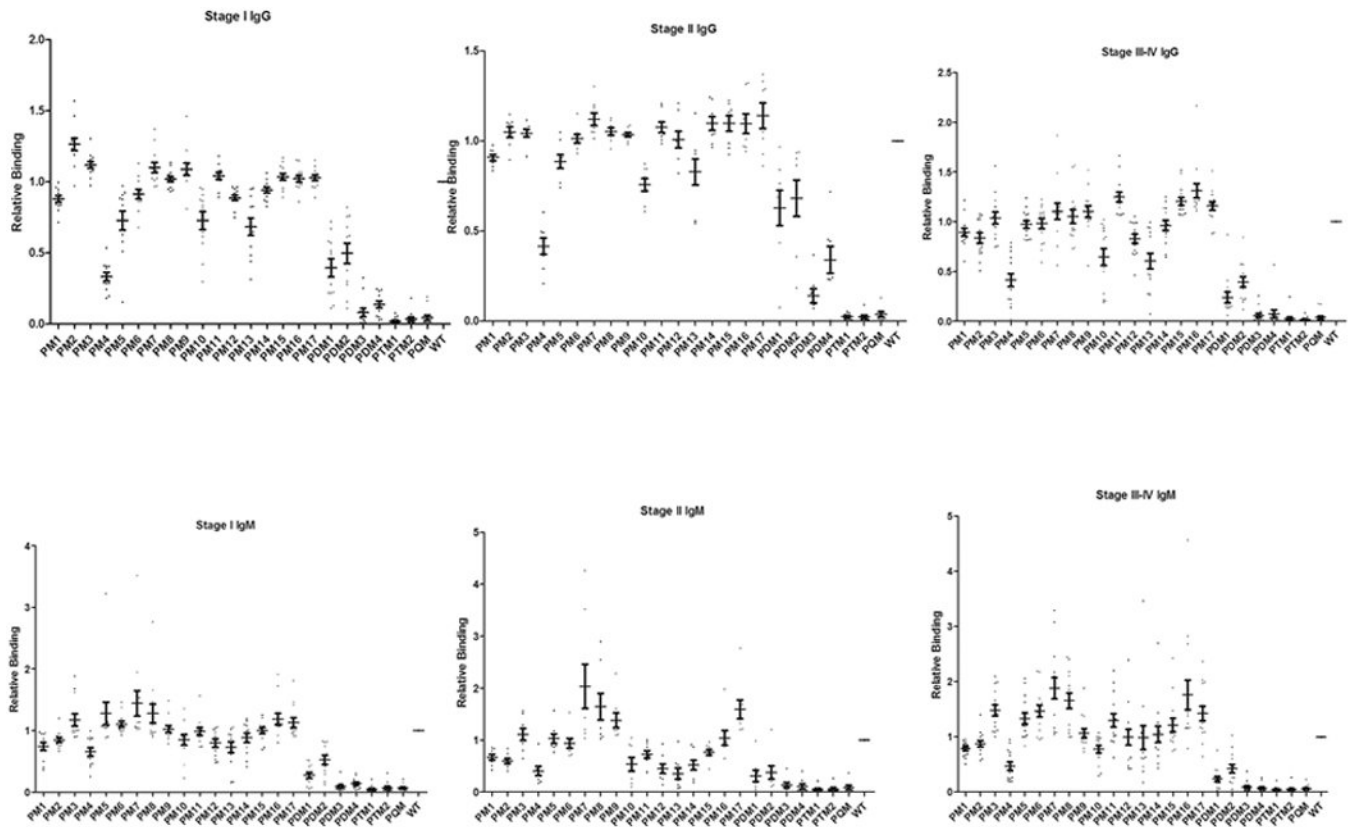 Stage I IgG
Relative Binding
2.0
1.5
1.0
0.5
0.0
PM1 PM2 PM3 PM4 PM5 PM6 PM7 PM8 PM9 PM10 PM11 PM12 PM13 PM14 PM15 PM16 PM17 PDM1 PDM2 PDM3 PDM4 PTM1 PTM2 PQM WT
Stage II IgG
Relative Binding
1.5
1.0
0.5
0.0
PM1 PM2 PM3 PM4 PM5 PM6 PM7 PM8 PM9 PM10 PM11 PM12 PM13 PM14 PM15 PM16 PM17 PDM1 PDM2 PDM3 PDM4 PTM1 PTM2 PQM WT
Stage III-IV IgG
Relative Binding
2.5
2.0
1.5
1.0
0.5
0.0
PM1 PM2 PM3 PM4 PM5 PM6 PM7 PM8 PM9 PM10 PM11 PM12 PM13 PM14 PM15 PM16 PM17 PDM1 PDM2 PDM3 PDM4 PTM1 PTM2 PQM WT
Stage I IgM
Relative Binding
4
3
2
1
0
PM1 PM2 PM3 PM4 PM5 PM6 PM7 PM8 PM9 PM10 PM11 PM12 PM13 PM14 PM15 PM16 PM17 PDM1 PDM2 PDM3 PDM4 PTM1 PTM2 PQM WT
Stage II IgM
Relative Binding
5
4
3
2
1
0
PM1 PM2 PM3 PM4 PM5 PM6 PM7 PM8 PM9 PM10 PM11 PM12 PM13 PM14 PM15 PM16 PM17 PDM1 PDM2 PDM3 PDM4 PTM1 PTM2 PQM WT
Stage III-IV IgM
Relative Binding
5
4
3
2
1
0
PM1 PM2 PM3 PM4 PM5 PM6 PM7 PM8 PM9 PM10 PM11 PM12 PM13 PM14 PM15 PM16 PM17 PDM1 PDM2 PDM3 PDM4 PTM1 PTM2 PQM WT